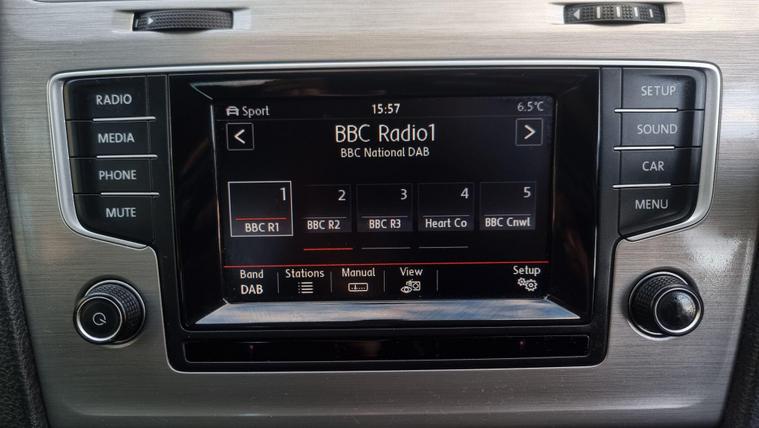 RADIO
MEDIA
PHONE
MUTE
Sport 15:57 6.5°C
BBC Radio1
BBC National DAB
1 2 3 4 5
BBC R1 BBC R2 BBC R3 Heart Co BBC Cnwl
Band Stations Manual View Setup
DAB
SETUP
SOUND
CAR
MENU